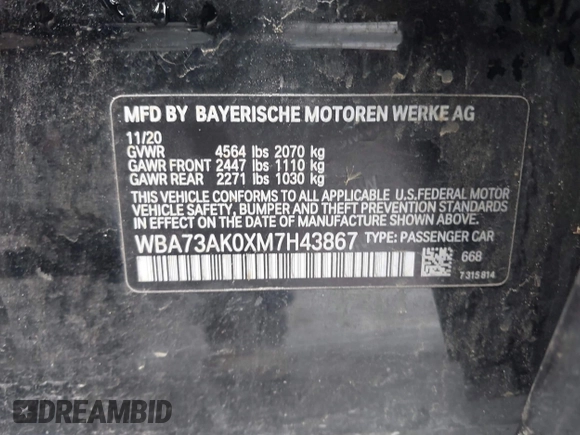 MFD BY BAYERISCHE MOTOREN WERKE AG
11/20
GVWR 4564 lbs 2070 kg
GAWR FRONT 2447 lbs 1110 kg
GAWR REAR 2271 lbs 1030 kg
THIS VEHICLE CONFORMS TO ALL APPLICABLE U.S.FEDERAL MOTOR
VEHICLE SAFETY, BUMPER AND THEFT PREVENTION STANDARDS
IN EFFECT ON THE DATE OF MANUFACTURE SHOWN ABOVE.
WBA73AK0XM7H43867 TYPE: PASSENGER CAR
668
7315814
DREAMBID